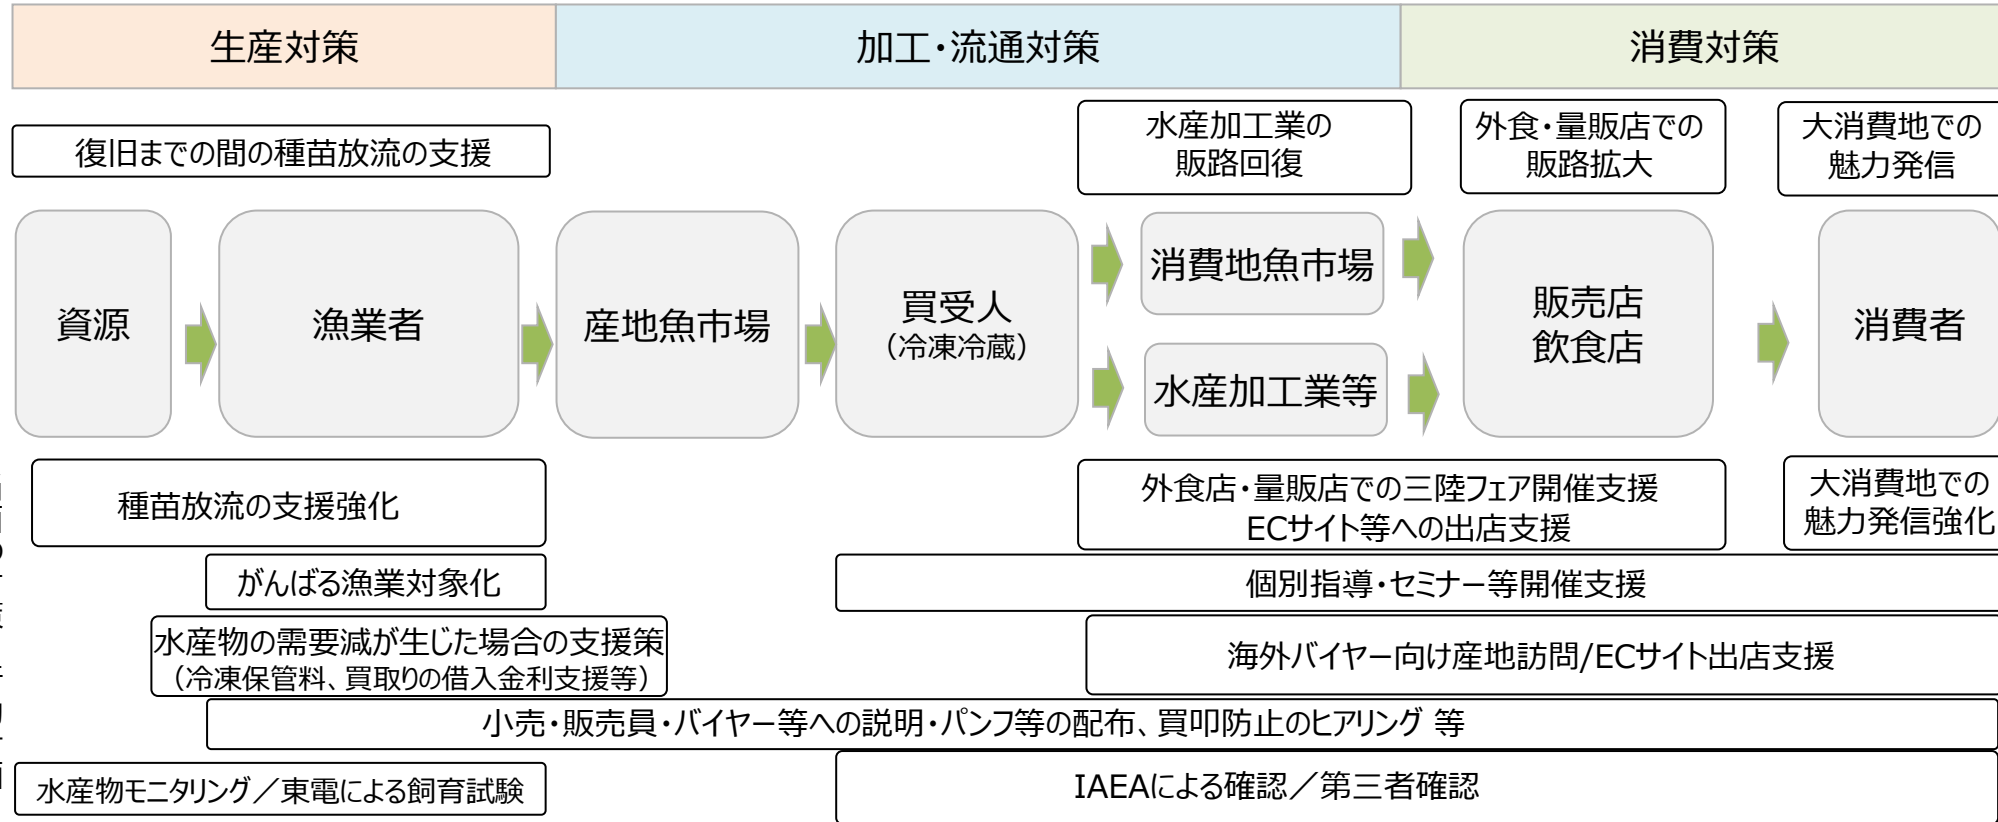 生産対策
加工・流通対策
消費対策
復旧までの間の種苗放流の支援
水産加工業の
販路回復
外食・量販店での
販路拡大
大消費地での
魅力発信
資源
漁業者
産地魚市場
買受人
（冷凍冷蔵）
消費地魚市場
水産加工業等
販売店
飲食店
消費者
種苗放流の支援強化
外食店・量販店での三陸フェア開催支援
ECサイト等への出店支援
大消費地での
魅力発信強化
がんばる漁業対象化
個別指導・セミナー等開催支援
水産物の需要減が生じた場合の支援策
（冷凍保管料、買取りの借入金利支援等）
海外バイヤー向け産地訪問/ECサイト出店支援
小売・販売員・バイヤー等への説明・パンフ等の配布、買叩防止のヒアリング 等
水産物モニタリング／東電による飼育試験
IAEAによる確認／第三者確認